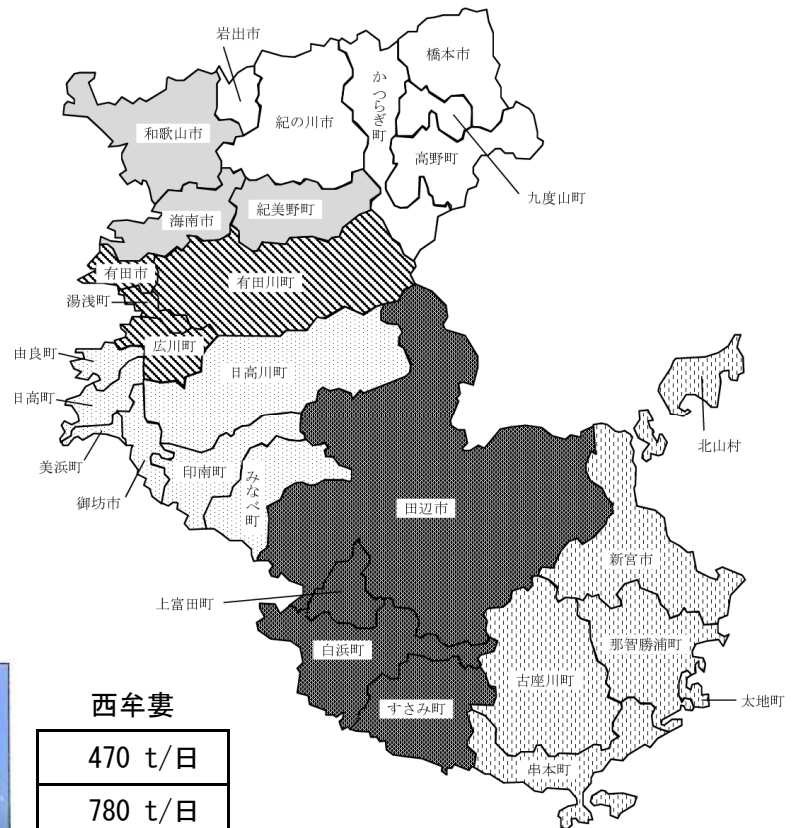 岩出市
橋本市
かつらぎ町
紀の川市
和歌山市
高野町
九度山町
紀美野町
海南市
有田市
有田川町
湯浅町
広川町
由良町
日高川町
日高町
北山村
美浜町
印南町
みなべ町
御坊市
田辺市
新宮市
上富田町
那智勝浦町
白浜町
古座川町
太地町
すさみ町
西牟婁
串本町
470 t/日
780 t/日